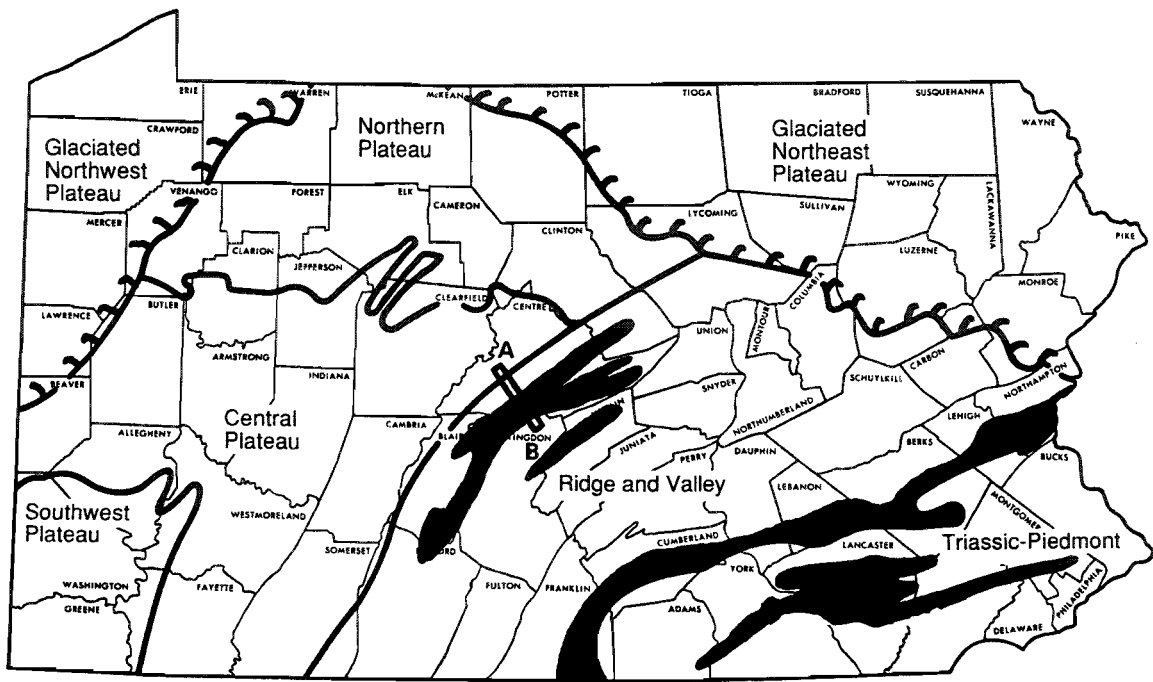 ERIE
WARREN
McKEAN
POTTER
TIOGA
BRADFORD
SUSQUEHANNA
CRAWFORD
WAYNE
Glaciated
Northwest
Plateau
Northern
Plateau
Glaciated
Northeast
Plateau
VENANGO
FOREST
ELK
CAMERON
WYOMING
LACKAWANNA
MERCER
CLINTON
LYCOMING
SULLIVAN
PIKE
CLARION
JEFFERSON
LUZERNE
BUTLER
CLEARFIELD
CENTRE
COLUMBIA
MONROE
LAWRENCE
UNION
MONTOUR
ARMSTRONG
A
CARBON
BEAVER
INDIANA
SNYDER
SCHUYLKILL
NORTHAMPTON
Central
Plateau
NORTHUMBERLAND
LEHIGH
ALLEGHENY
CAMBRIA
BLAIR
INGDON
B
JUNIATA
BERKS
PERRY
DAUPHIN
BUCKS
Ridge and Valley
LEBANON
Southwest
Plateau
WESTMORELAND
MONTGOMER
SOMERSET
CUMBERLAND
LANCASTER
Triassic-Piedmont
YORK
WASHINGTON
FAYETTE
FULTON
FRANKLIN
GREENE
ADAMS
PHILADELPHIA
DELAWARE